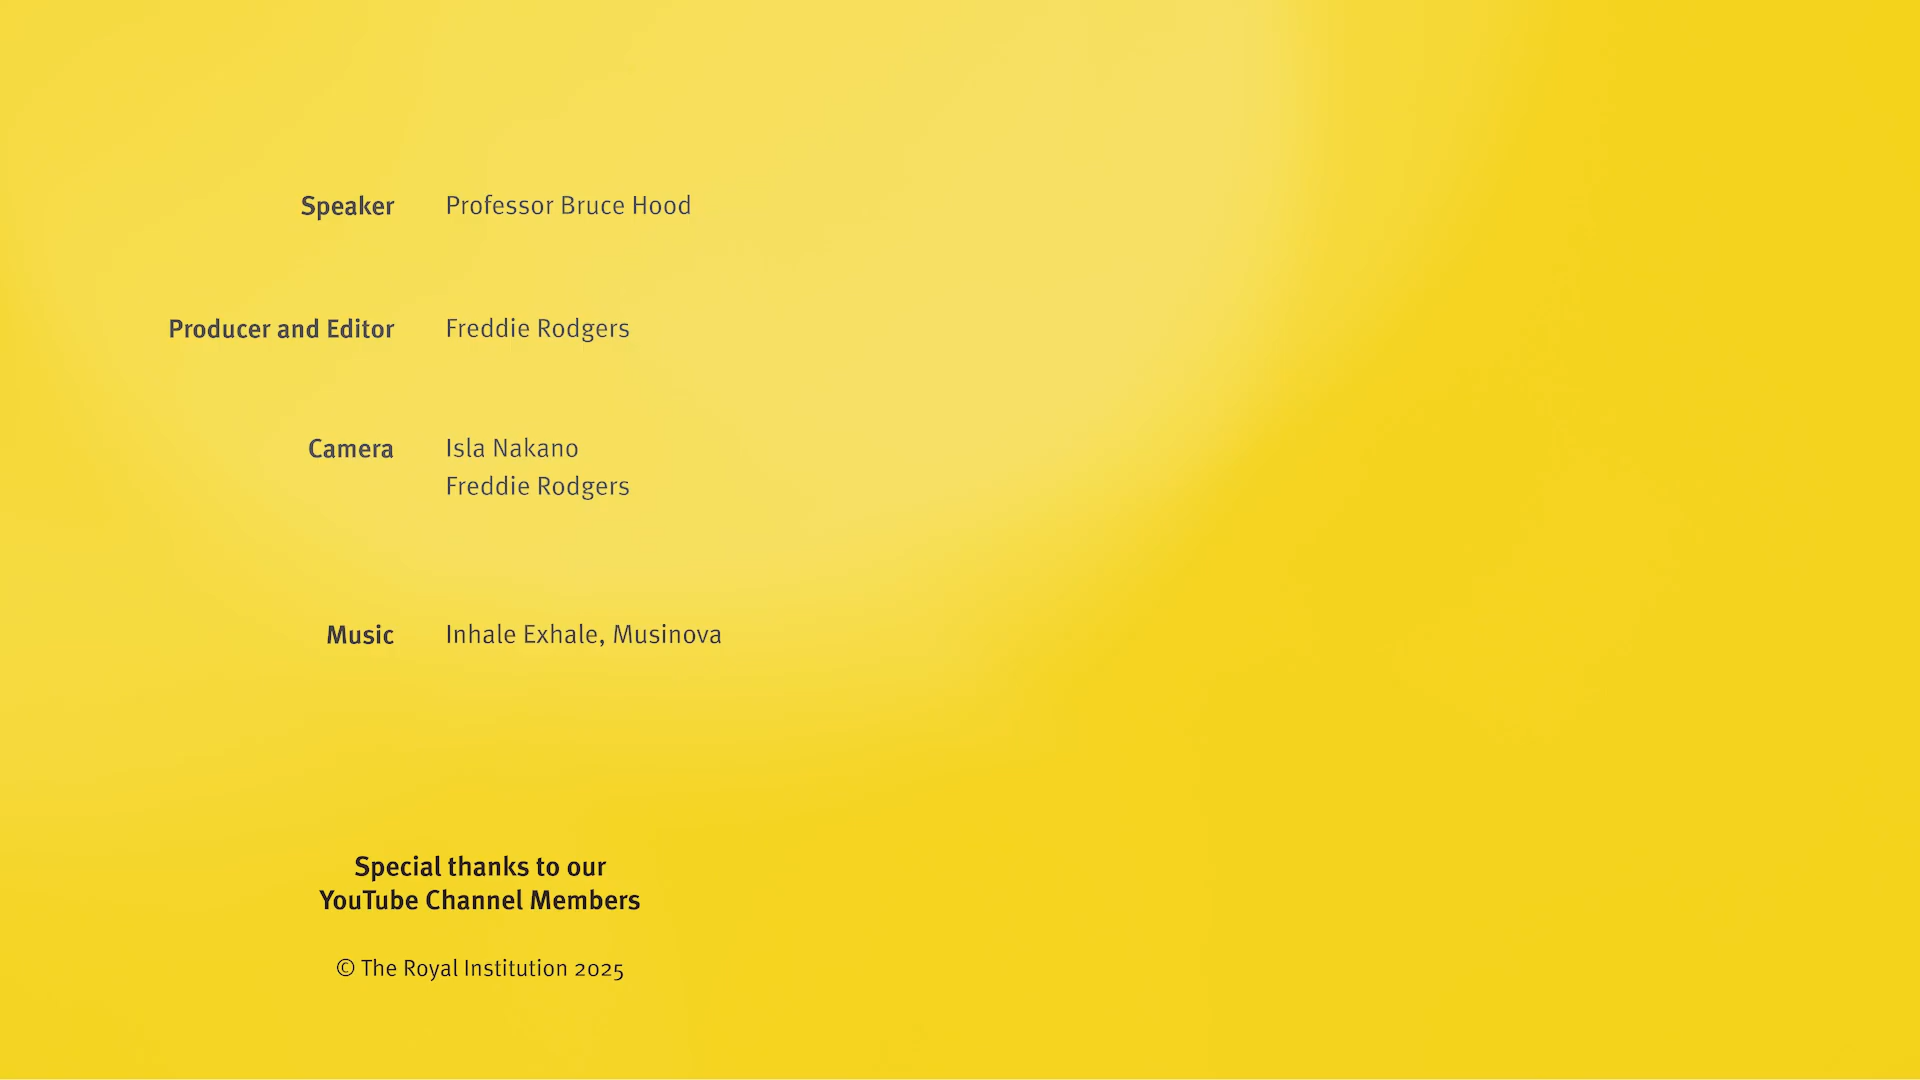 Speaker Professor Bruce Hood
Producer and Editor Freddie Rodgers
Camera Isla Nakano
Freddie Rodgers
Music Inhale Exhale, Musinova
Special thanks to our
YouTube Channel Members
© The Royal Institution 2025